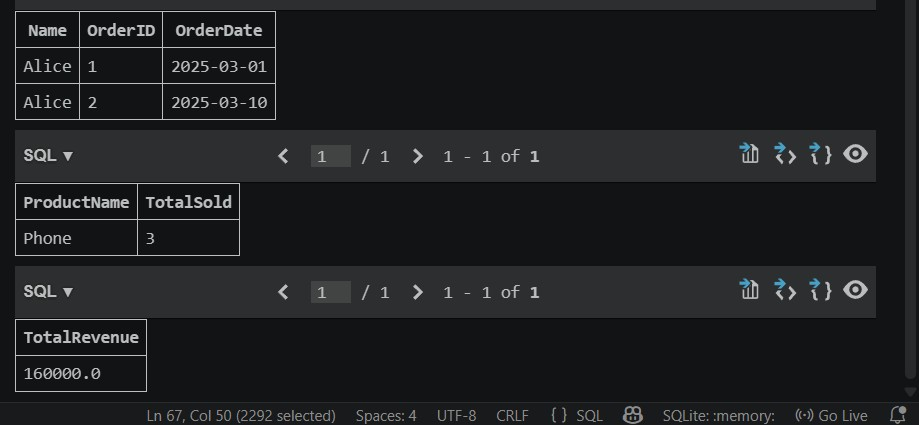 Name OrderID OrderDate
Alice 1 2025-03-01
Alice 2 2025-03-10
SQL ▼ < 1 / 1 > 1 - 1 of 1
ProductName TotalSold
Phone 3
SQL ▼ < 1 / 1 > 1 - 1 of 1
TotalRevenue
160000.0
Ln 67, Col 50 (2292 selected) Spaces: 4 UTF-8 CRLF { } SQL SQLite: :memory: Go Live